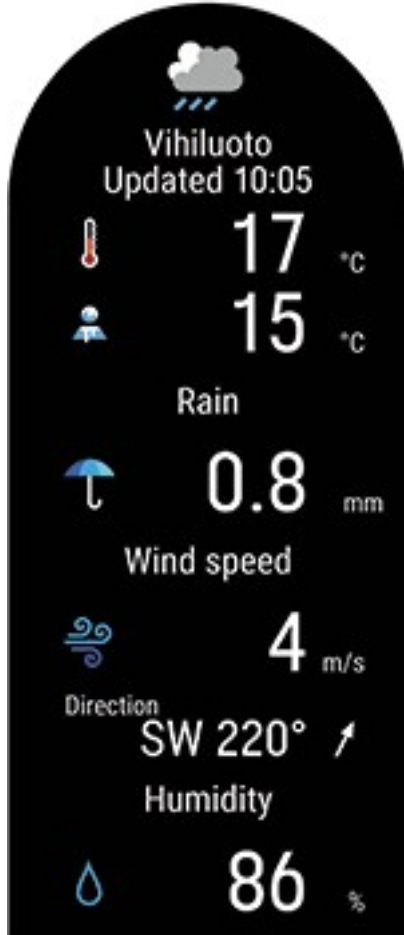 Vihiluoto
Updated 10:05
17 °C
15 °C
Rain
0.8 mm
Wind speed
4 m/s
Direction
SW 220°
Humidity
86 %